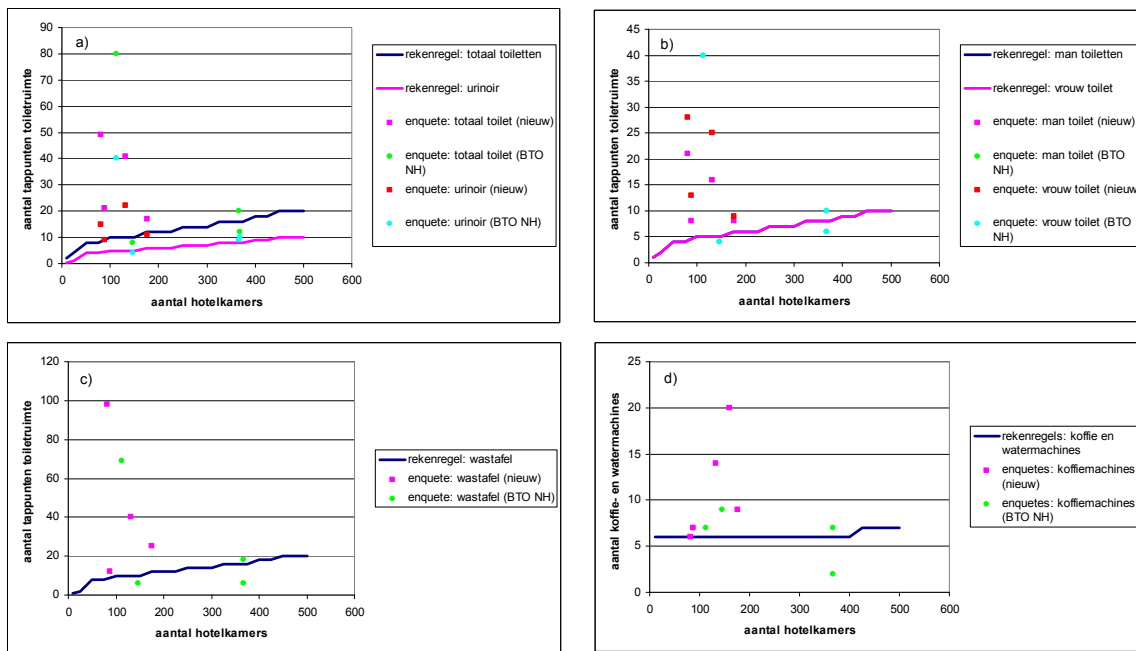 a)
aantal tappunten toiletruimte
90
80
70
60
50
40
30
20
10
0
0 100 200 300 400 500 600
aantal hotelkamers
rekenregel: totaal toiletten
rekenregel: urinoir
enquete: totaal toilet (nieuw)
enquete: totaal toilet (BTO
NH)
enquete: urinoir (nieuw)
enquete: urinoir (BTO NH)
b)
aantal tappunten toiletruimte
45
40
35
30
25
20
15
10
5
0
0 100 200 300 400 500 600
aantal hotelkamers
rekenregel: man toiletten
rekenregel: vrouw toilet
enquete: man toilet (nieuw)
enquete: man toilet (BTO
NH)
enquete: vrouw toilet (nieuw
enquete: vrouw toilet (BTO
NH)
c)
aantal tappunten toiletruimte
120
100
80
60
40
20
0
0 100 200 300 400 500 600
aantal hotelkamers
rekenregel: wastafel
enquete: wastafel (nieuw)
enquete: wastafel (BTO NH)
d)
aantal koffie- en watermachines
25
20
15
10
5
0
0 100 200 300 400 500 600
aantal hotelkamers
rekenregels: koffie en
watermachines
enquetes: koffiemachines
(nieuw)
enquetes: koffiemachines
(BTO NH)